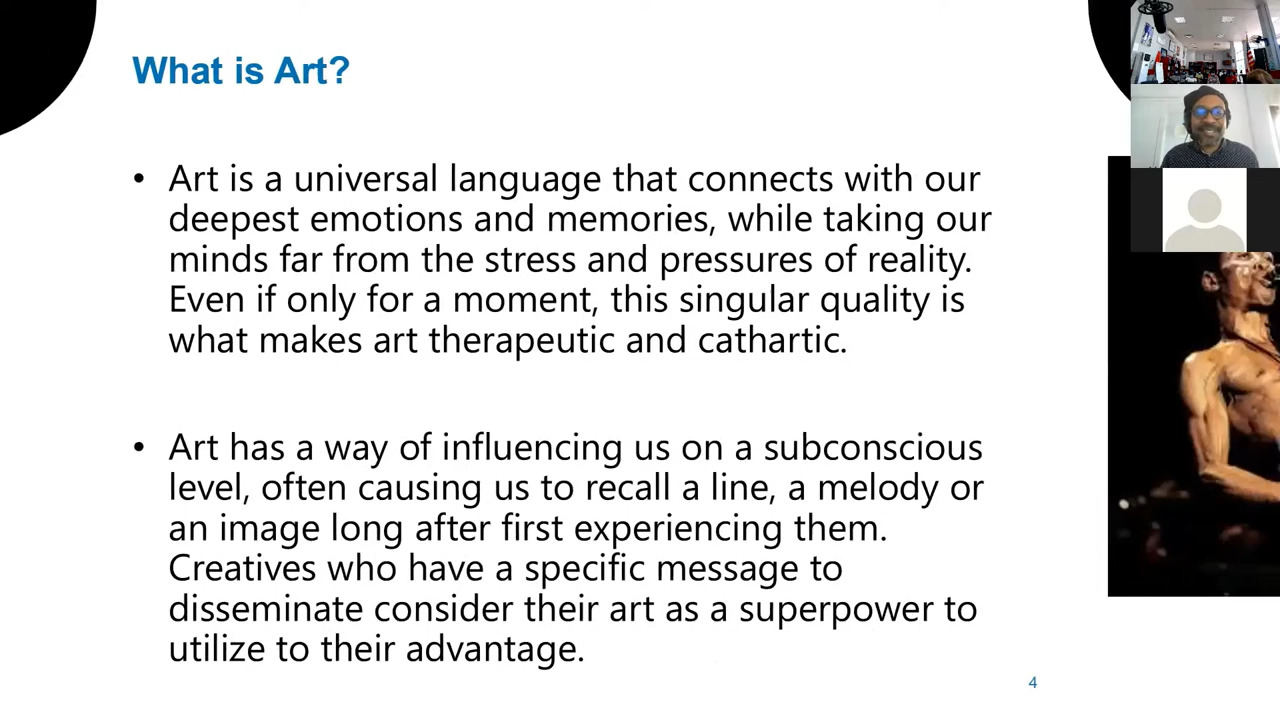 What is Art?
• Art is a universal language that connects with our
deepest emotions and memories, while taking our
minds far from the stress and pressures of reality.
Even if only for a moment, this singular quality is
what makes art therapeutic and cathartic.
• Art has a way of influencing us on a subconscious
level, often causing us to recall a line, a melody or
an image long after first experiencing them.
Creatives who have a specific message to
disseminate consider their art as a superpower to
utilize to their advantage.
4